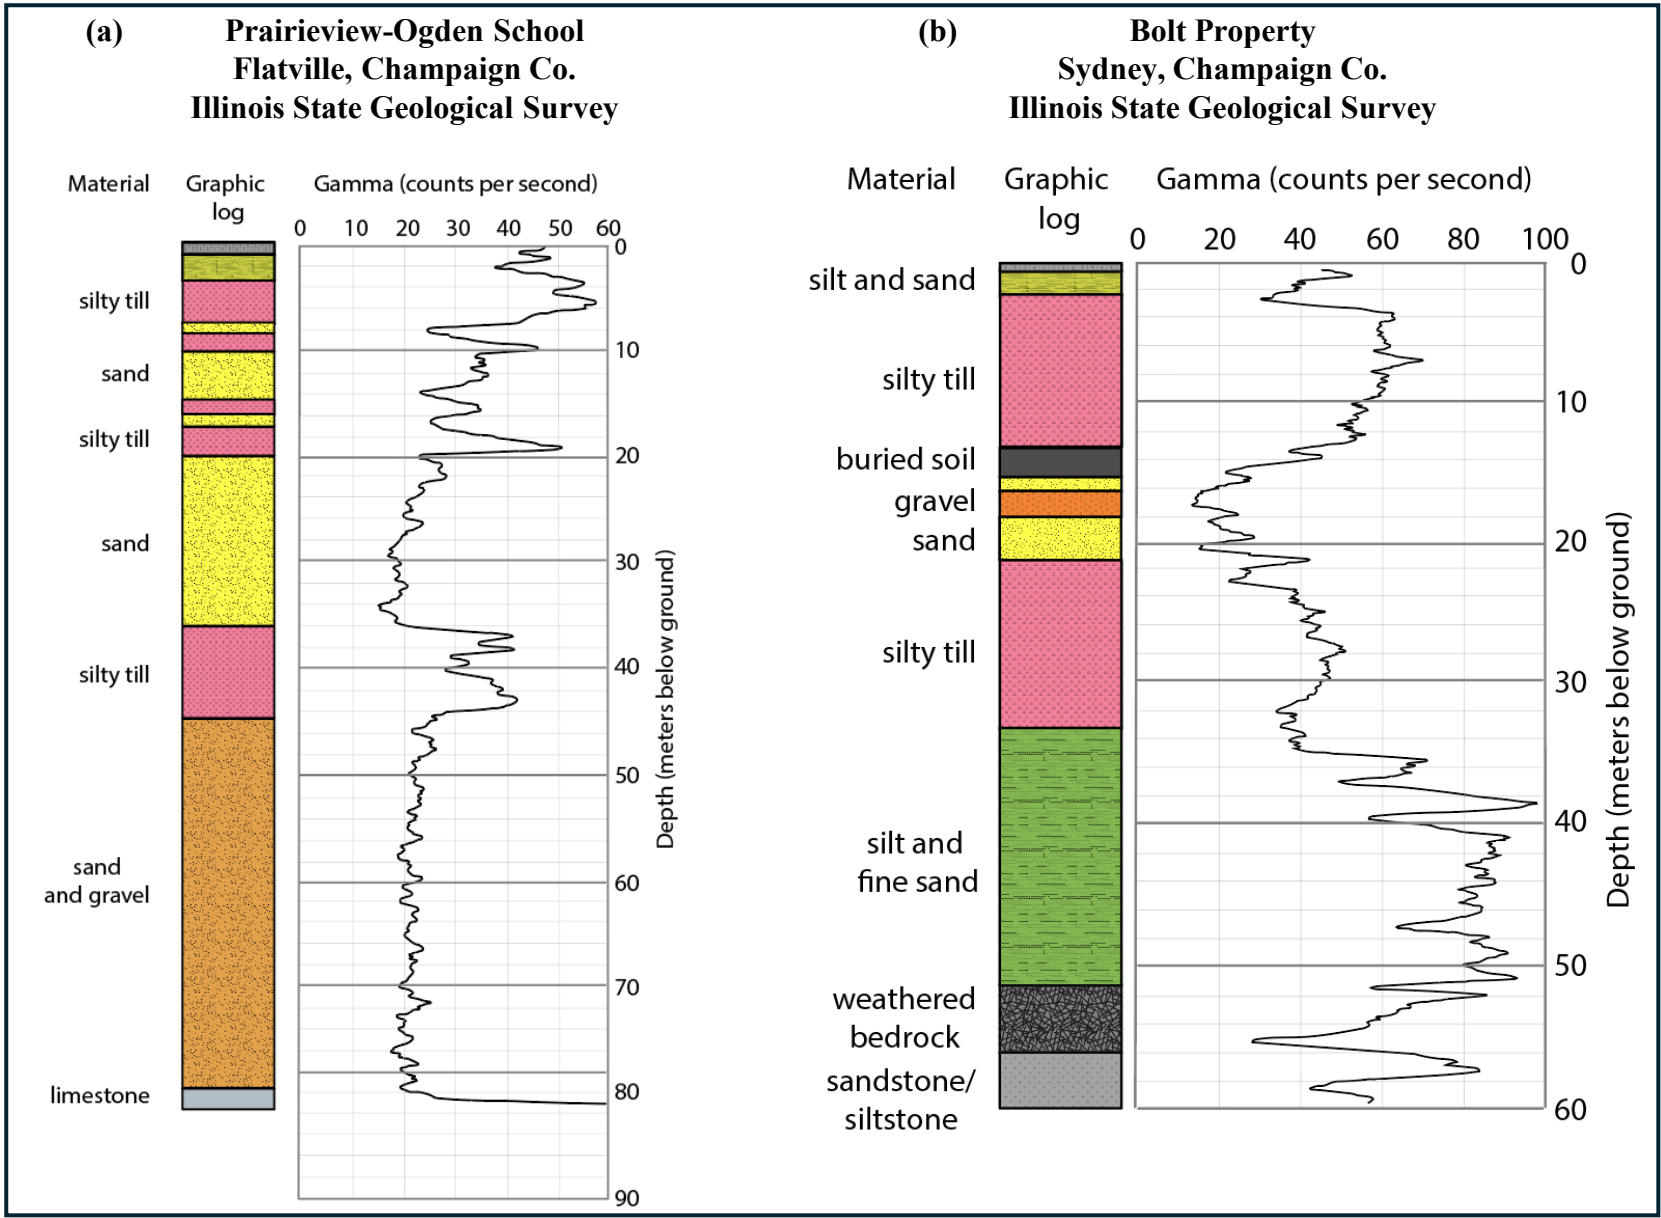 (a)
Prairieview-Ogden School
Flatville, Champaign Co.
Illinois State Geological Survey
Material
Graphic
log
Gamma (counts per second)
0 10 20 30 40 50 60
0
silty till
10
sand
silty till
20
sand
30
silty till
40
50
sand
and gravel
60
70
limestone
80
90
Depth (meters below ground)
(b)
Bolt Property
Sydney, Champaign Co.
Illinois State Geological Survey
Material
Graphic
log
Gamma (counts per second)
0 20 40 60 80 100
0
silt and sand
silty till
10
buried soil
gravel
sand
20
silty till
30
40
silt and
fine sand
50
weathered
bedrock
sandstone/
siltstone
60
Depth (meters below ground)